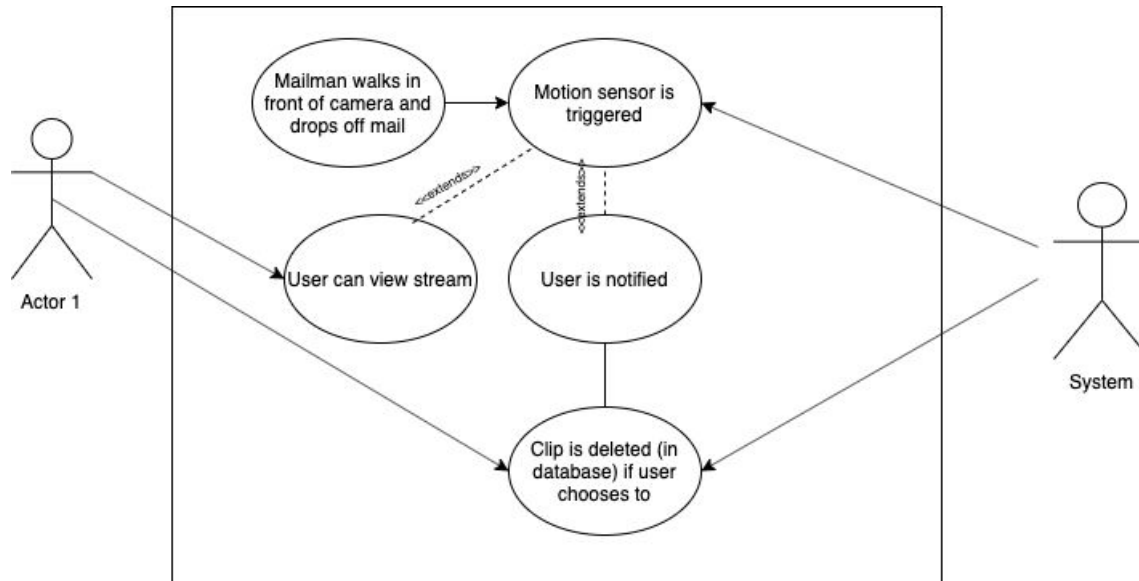 Mailman walks in
front of camera and
drops off mail
Motion sensor is
triggered
<<extends>>
<<extends>>
User can view stream
User is notified
Actor 1
System
Clip is deleted (in
database) if user
chooses to